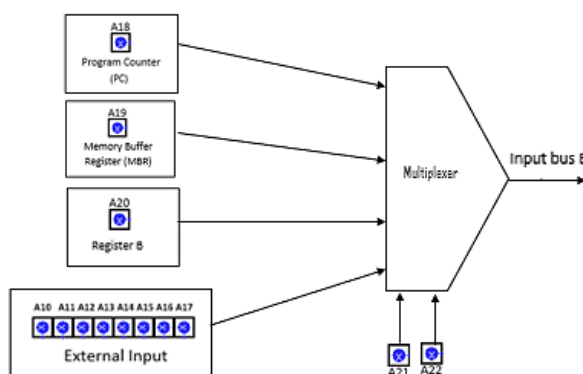 A18
Program Counter
(PC)
A19
Memory Buffer
Register (MBR)
A20
Register B
A10 A11 A12 A13 A14 A15 A16 A17
External Input
Multiplexer
Input bus B
A21 A22